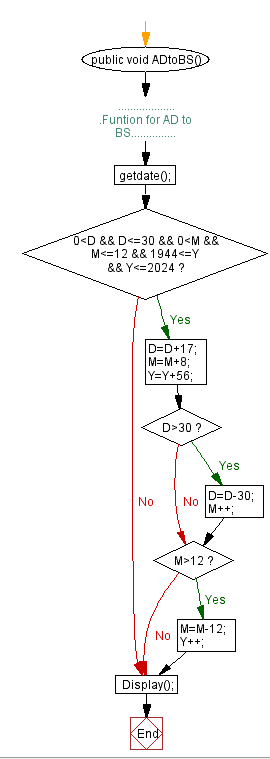 public void ADtoBS()
...................
.Funtion for AD to
BS...............
getdate();
0<D && D<=30 && 0<M &&
M<=12 && 1944<=Y
&& Y<=2024 ?
Yes
D=D+17;
M=M+8;
Y=Y+56;
D>30 ?
Yes
No
No
D=D-30;
M++;
M>12 ?
Yes
No
M=M-12;
Y++;
Display();
End